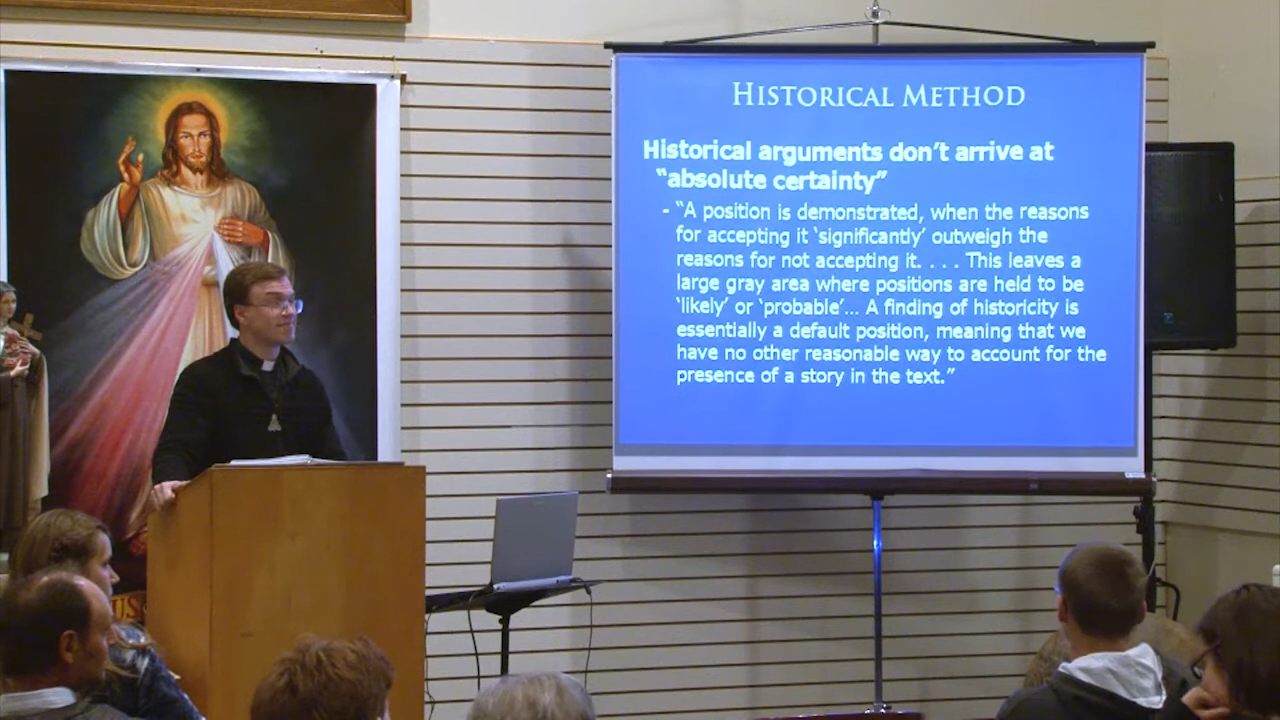 HISTORICAL METHOD
Historical arguments don't arrive at
"absolute certainty"
- "A position is demonstrated, when the reasons
for accepting it 'significantly' outweigh the
reasons for not accepting it. . . . This leaves a
large gray area where positions are held to be
'likely' or 'probable'... A finding of historicity is
essentially a default position, meaning that we
have no other reasonable way to account for the
presence of a story in the text."
US